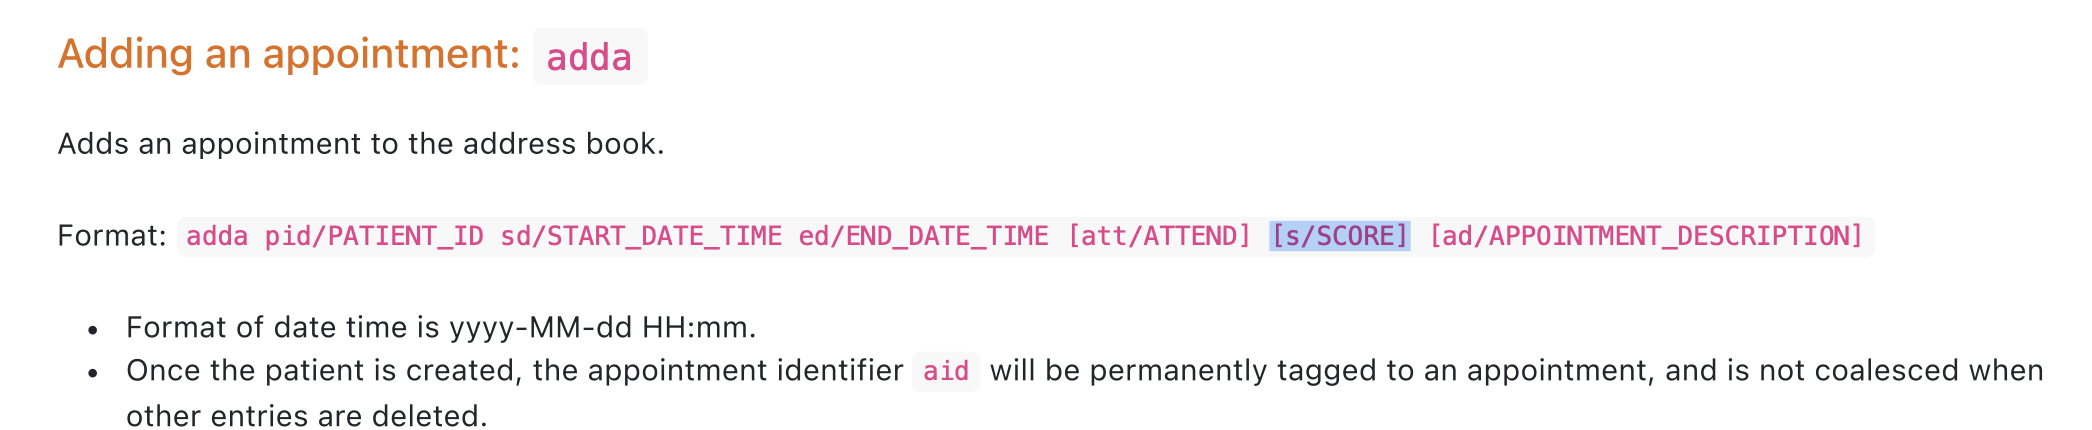 Adding an appointment: adda
Adds an appointment to the address book.
Format: adda pid/PATIENT_ID sd/START_DATE_TIME ed/END_DATE_TIME [att/ATTEND] [s/SCORE] [ad/APPOINTMENT_DESCRIPTION]
• Format of date time is yyyy-MM-dd HH:mm.
• Once the patient is created, the appointment identifier aid will be permanently tagged to an appointment, and is not coalesced when
other entries are deleted.